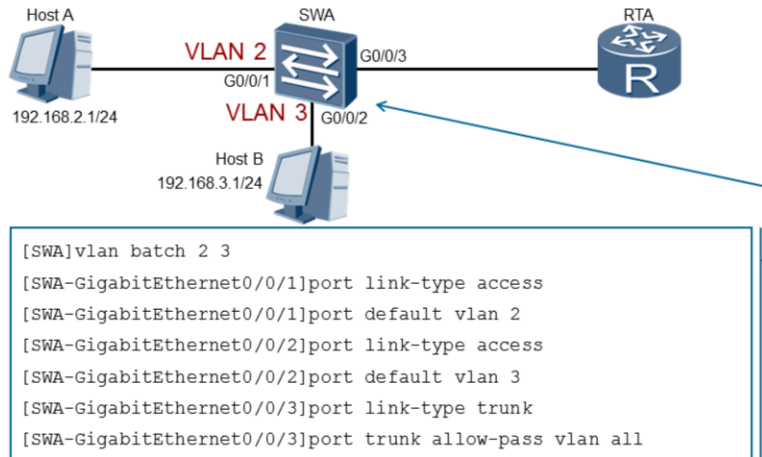 Host A
SWA
RTA
VLAN 2
G0/0/3
G0/0/1
R
192.168.2.1/24
VLAN 3
G0/0/2
Host B
192.168.3.1/24
[SWA]vlan batch 2 3
[SWA-GigabitEthernet0/0/1]port link-type access
[SWA-GigabitEthernet0/0/1]port default vlan 2
[SWA-GigabitEthernet0/0/2]port link-type access
[SWA-GigabitEthernet0/0/2]port default vlan 3
[SWA-GigabitEthernet0/0/3]port link-type trunk
[SWA-GigabitEthernet0/0/3]port trunk allow-pass vlan all